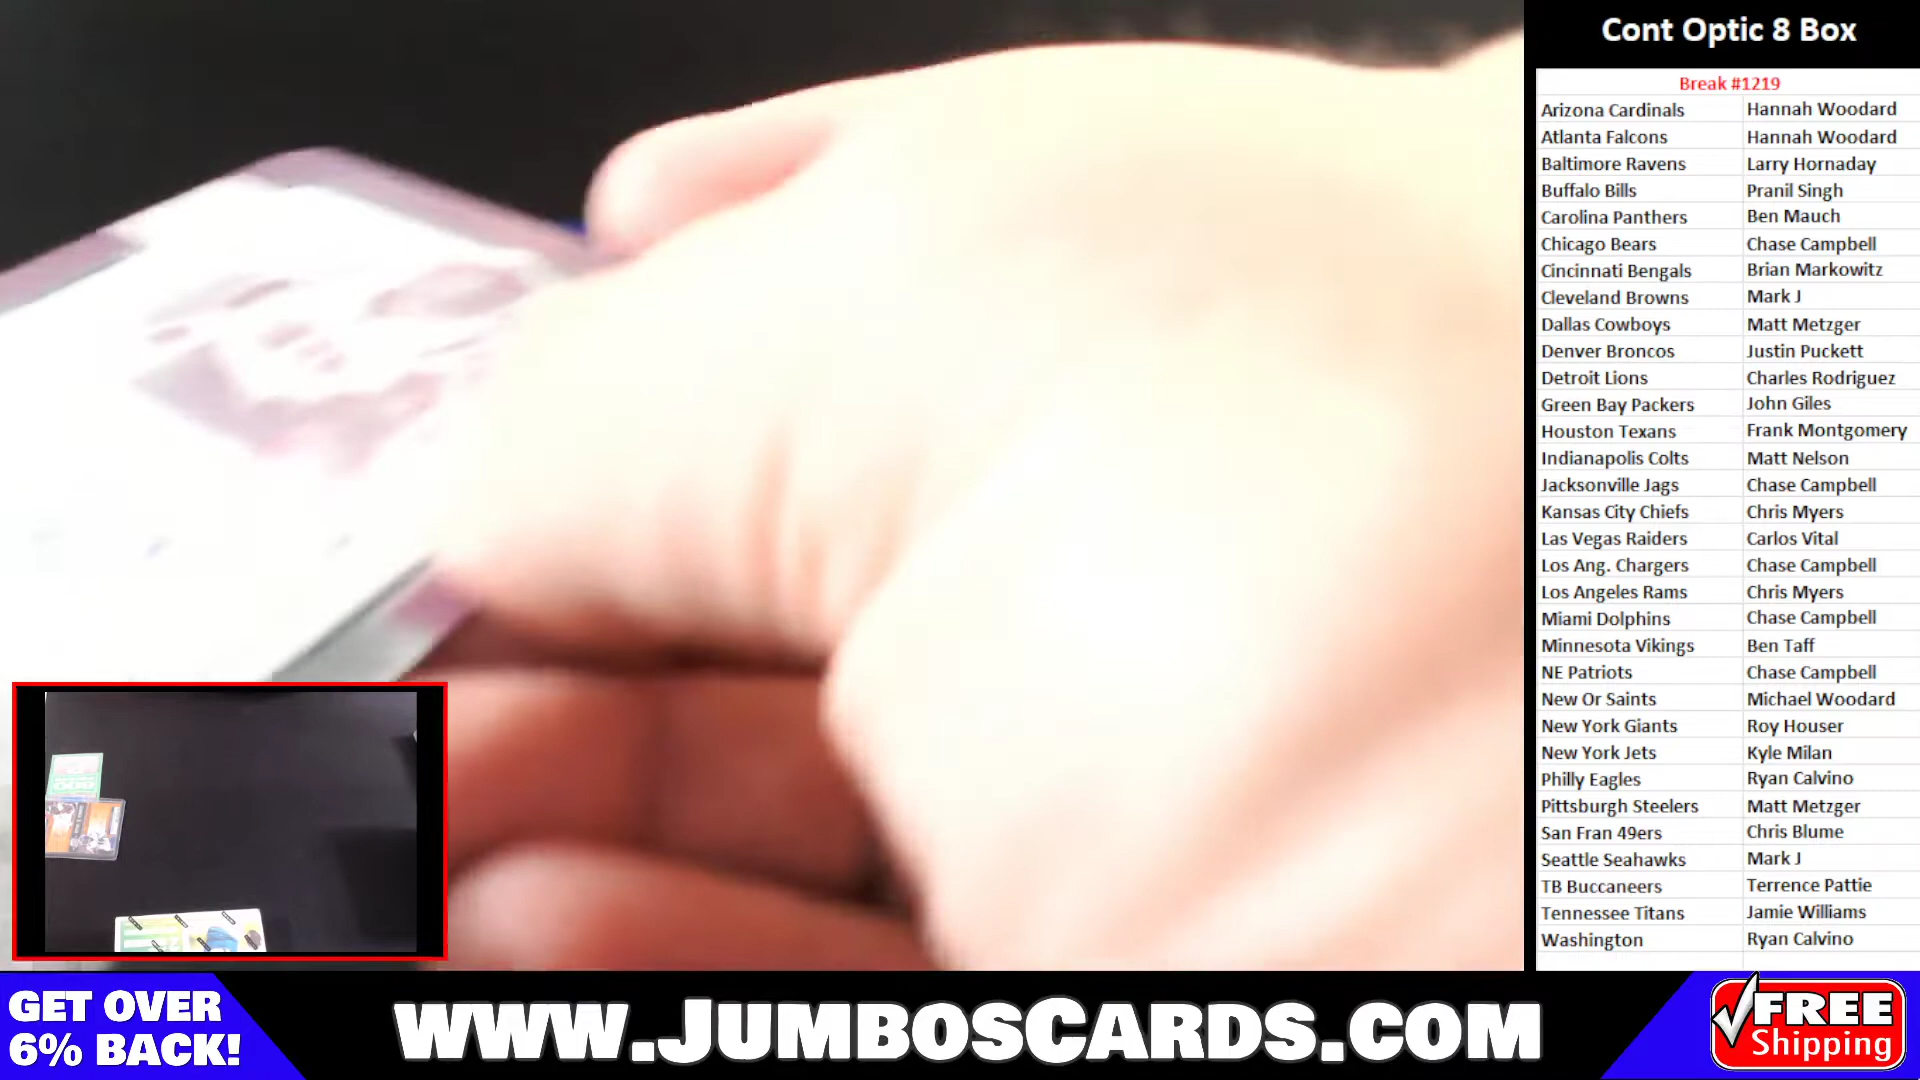 Cont Optic 8 Box
Break #1219
Arizona Cardinals Hannah Woodard
Atlanta Falcons Hannah Woodard
Baltimore Ravens Larry Hornaday
Buffalo Bills Pranil Singh
Carolina Panthers Ben Mauch
Chicago Bears Chase Campbell
Cincinnati Bengals Brian Markowitz
Cleveland Browns Mark J
Dallas Cowboys Matt Metzger
Denver Broncos Justin Puckett
Detroit Lions Charles Rodriguez
Green Bay Packers John Giles
Houston Texans Frank Montgomery
Indianapolis Colts Matt Nelson
Jacksonville Jags Chase Campbell
Kansas City Chiefs Chris Myers
Las Vegas Raiders Carlos Vital
Los Ang. Chargers Chase Campbell
Los Angeles Rams Chris Myers
Miami Dolphins Chase Campbell
Minnesota Vikings Ben Taff
NE Patriots Chase Campbell
New Or Saints Michael Woodard
New York Giants Roy Houser
New York Jets Kyle Milan
Philly Eagles Ryan Calvino
Pittsburgh Steelers Matt Metzger
San Fran 49ers Chris Blume
Seattle Seahawks Mark J
TB Buccaneers Terrence Pattie
Tennessee Titans Jamie Williams
Washington Ryan Calvino
GET OVER
6% BACK!
WWW.JUMBOSCARDS.COM
FREE
Shipping